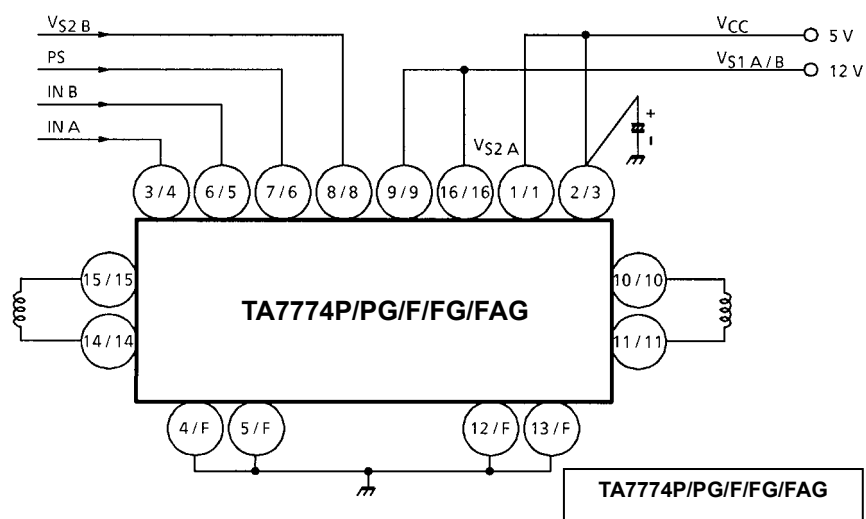 VS2 B
VCC
5 V
PS
VS1 A/B
12 V
IN B
IN A
+
-
VS2 A
3/4
6/5
7/6
8/8
9/9
16/16
1/1
2/3
15/15
10/10
TA7774P/PG/F/FG/FAG
14/14
11/11
4/F
5/F
12/F
13/F
TA7774P/PG/F/FG/FAG